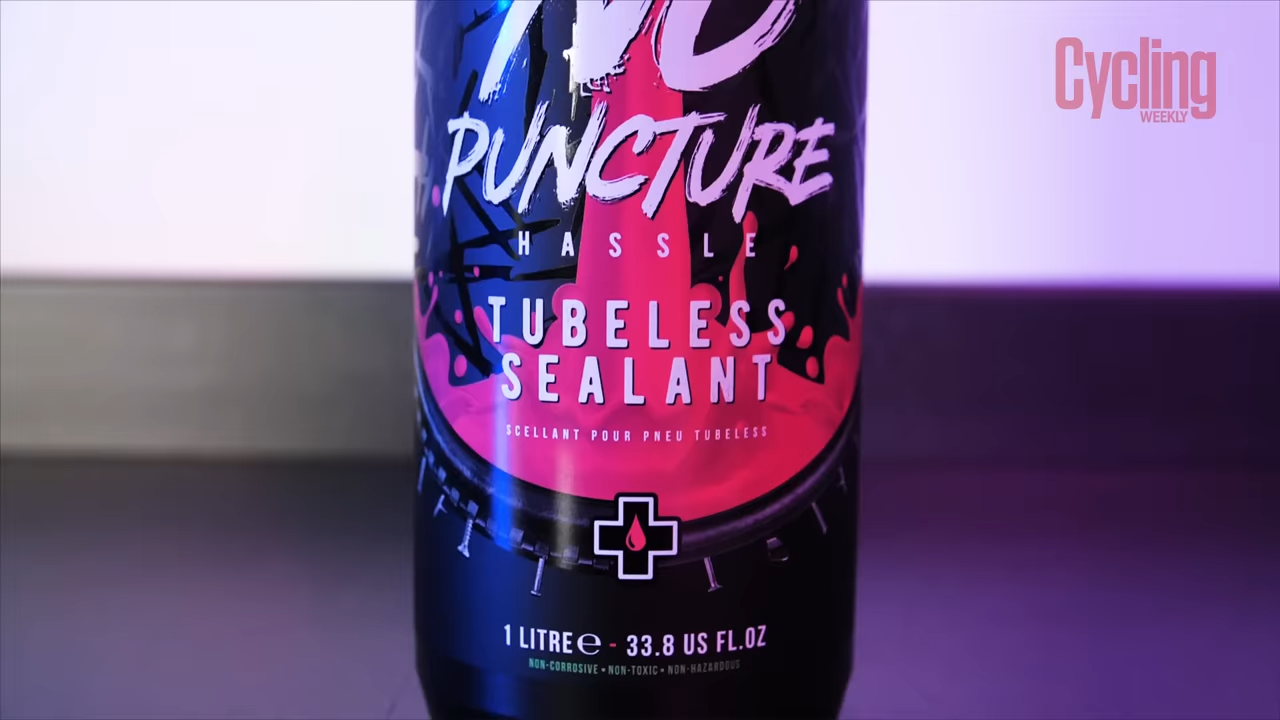 NO
PUNCTURE
HASSLE
TUBELESS
SEALANT
SCELLANT POUR PNEU TUBELESS
1 LITRE ℮ - 33.8 US FL.OZ
NON-CORROSIVE • NON-TOXIC • NON-HAZARDOUS
Cycling
WEEKLY